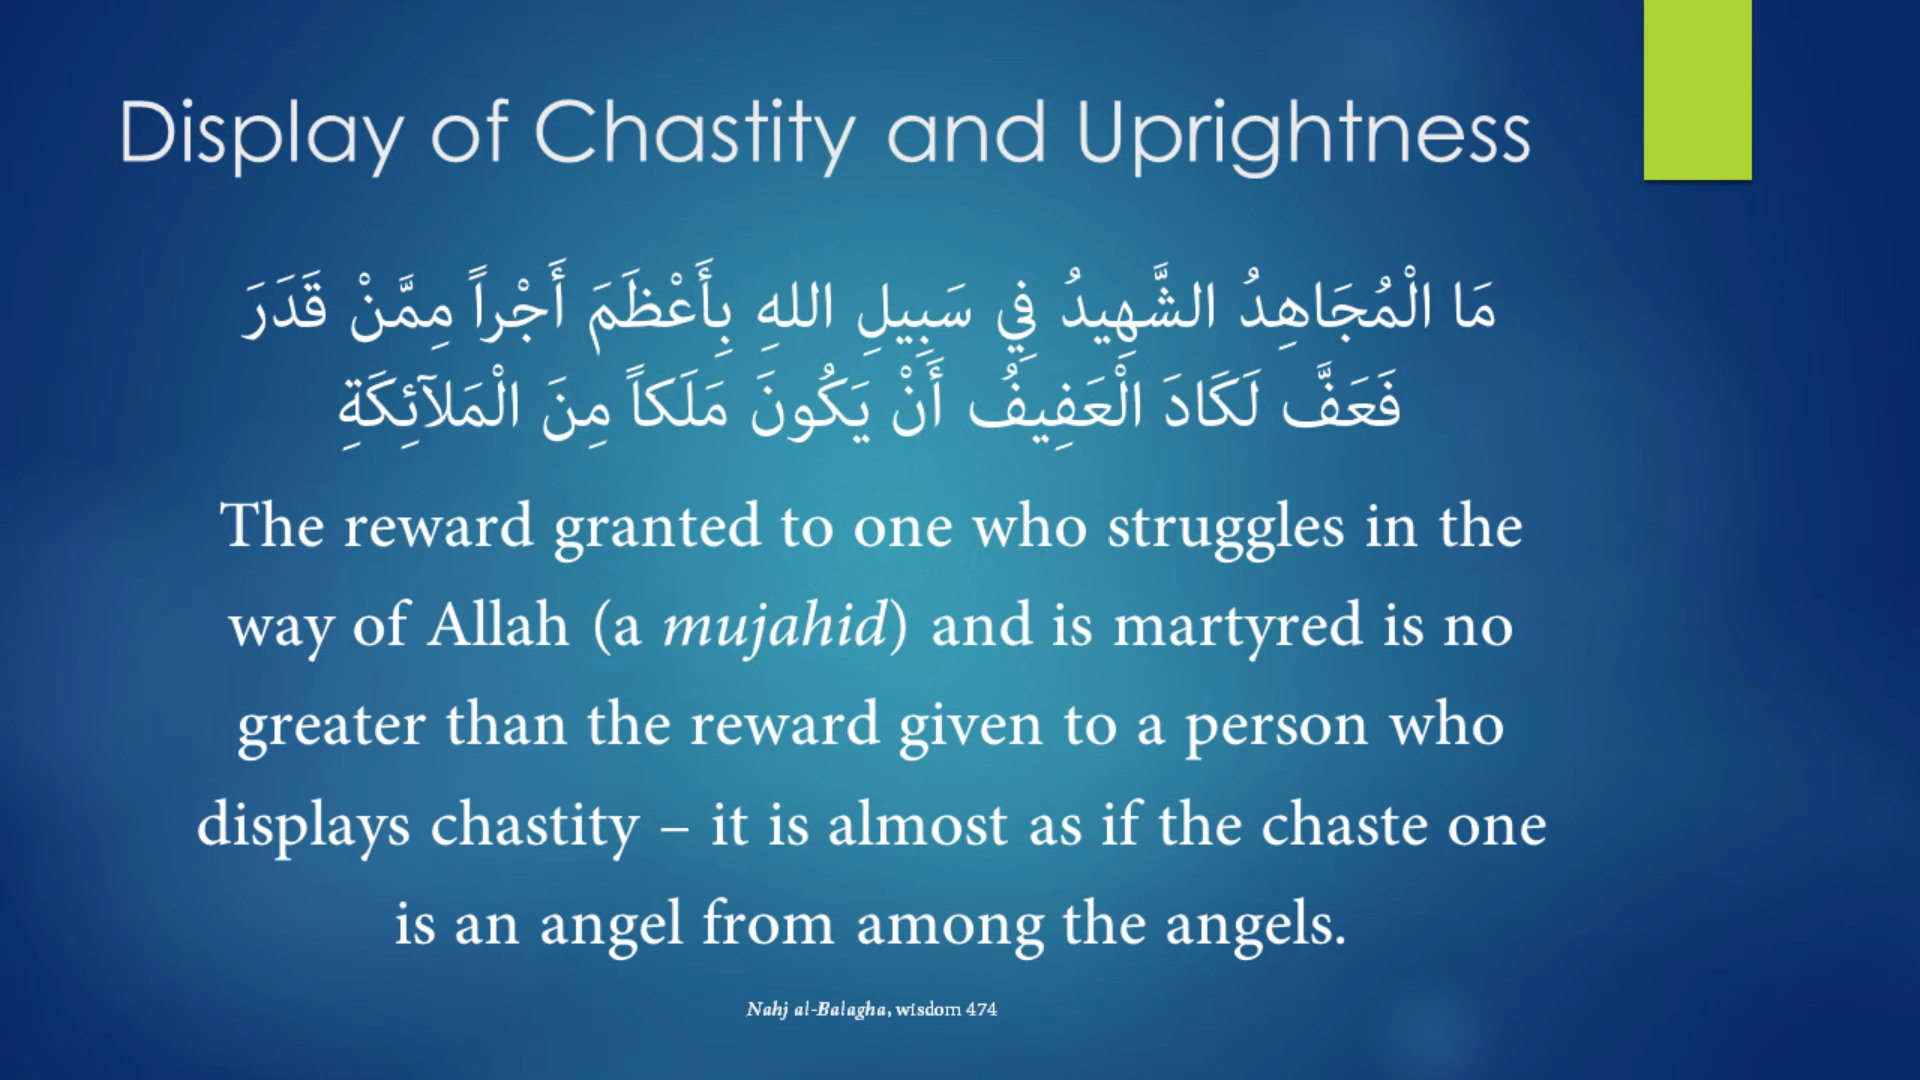 Display of Chastity and Uprightness
مَا الْمُجَاهِدُ الشَّهِيدُ فِي سَبِيلِ اللهِ بِأَعْظَمَ أَجْراً مِمَّنْ قَدَرَ
فَعَفَّ لَكَادَ الْعَفِيفُ أَنْ يَكُونَ مَلَكاً مِنَ الْمَلآئِكَةِ
The reward granted to one who struggles in the
way of Allah (a mujahid) and is martyred is no
greater than the reward given to a person who
displays chastity – it is almost as if the chaste one
is an angel from among the angels.
Nahj al-Balagha, wisdom 474